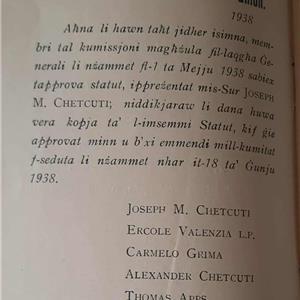 1938
Aħna li hawn taħt jidher isimna, mem-
bri tal kumissjoni magħżula fil-laqgħa Ġe-
nerali li nżammet fl-1 ta Mejju 1938 sabiex
tapprova statut, ippreżentat mis-Sur JOSEPH
M. CHETCUTI; niddikjaraw li dana huwa
vera kopja ta' l-imsemmi Statut, kif ġie
approvat minn u b'xi emmendi mill-kumitat
f-seduta li nżammet nhar it-18 ta' Ġunju
1938.
JOSEPH M. CHETCUTI
ERCOLE VALENZIA L.P.
CARMELO GRIMA
ALEXANDER CHETCUTI
THOMAS APPS